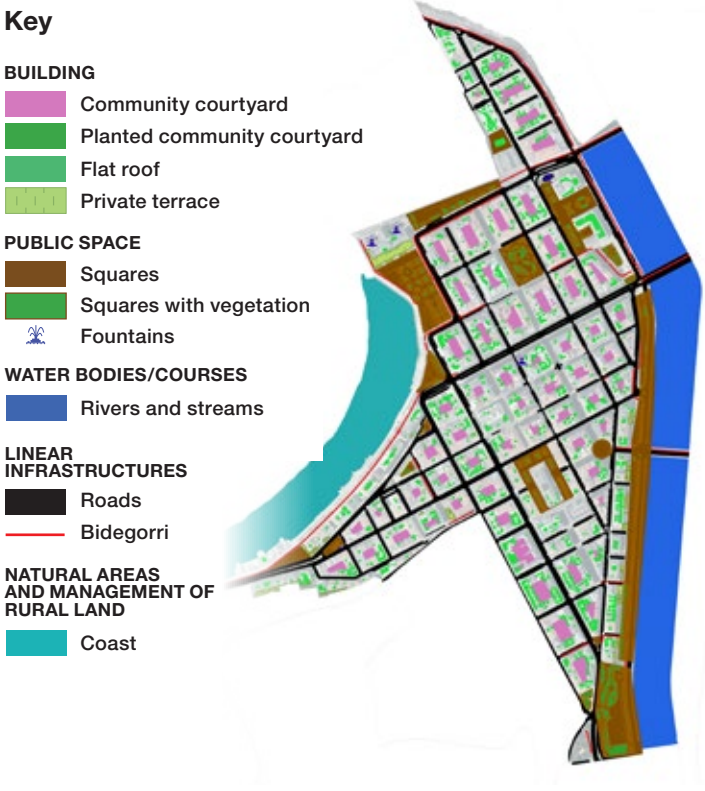 Key
BUILDING
Community courtyard
Planted community courtyard
Flat roof
Private terrace
PUBLIC SPACE
Squares
Squares with vegetation
Fountains
WATER BODIES/COURSES
Rivers and streams
LINEAR
INFRASTRUCTURES
Roads
Bidegorri
NATURAL AREAS
AND MANAGEMENT OF
RURAL LAND
Coast